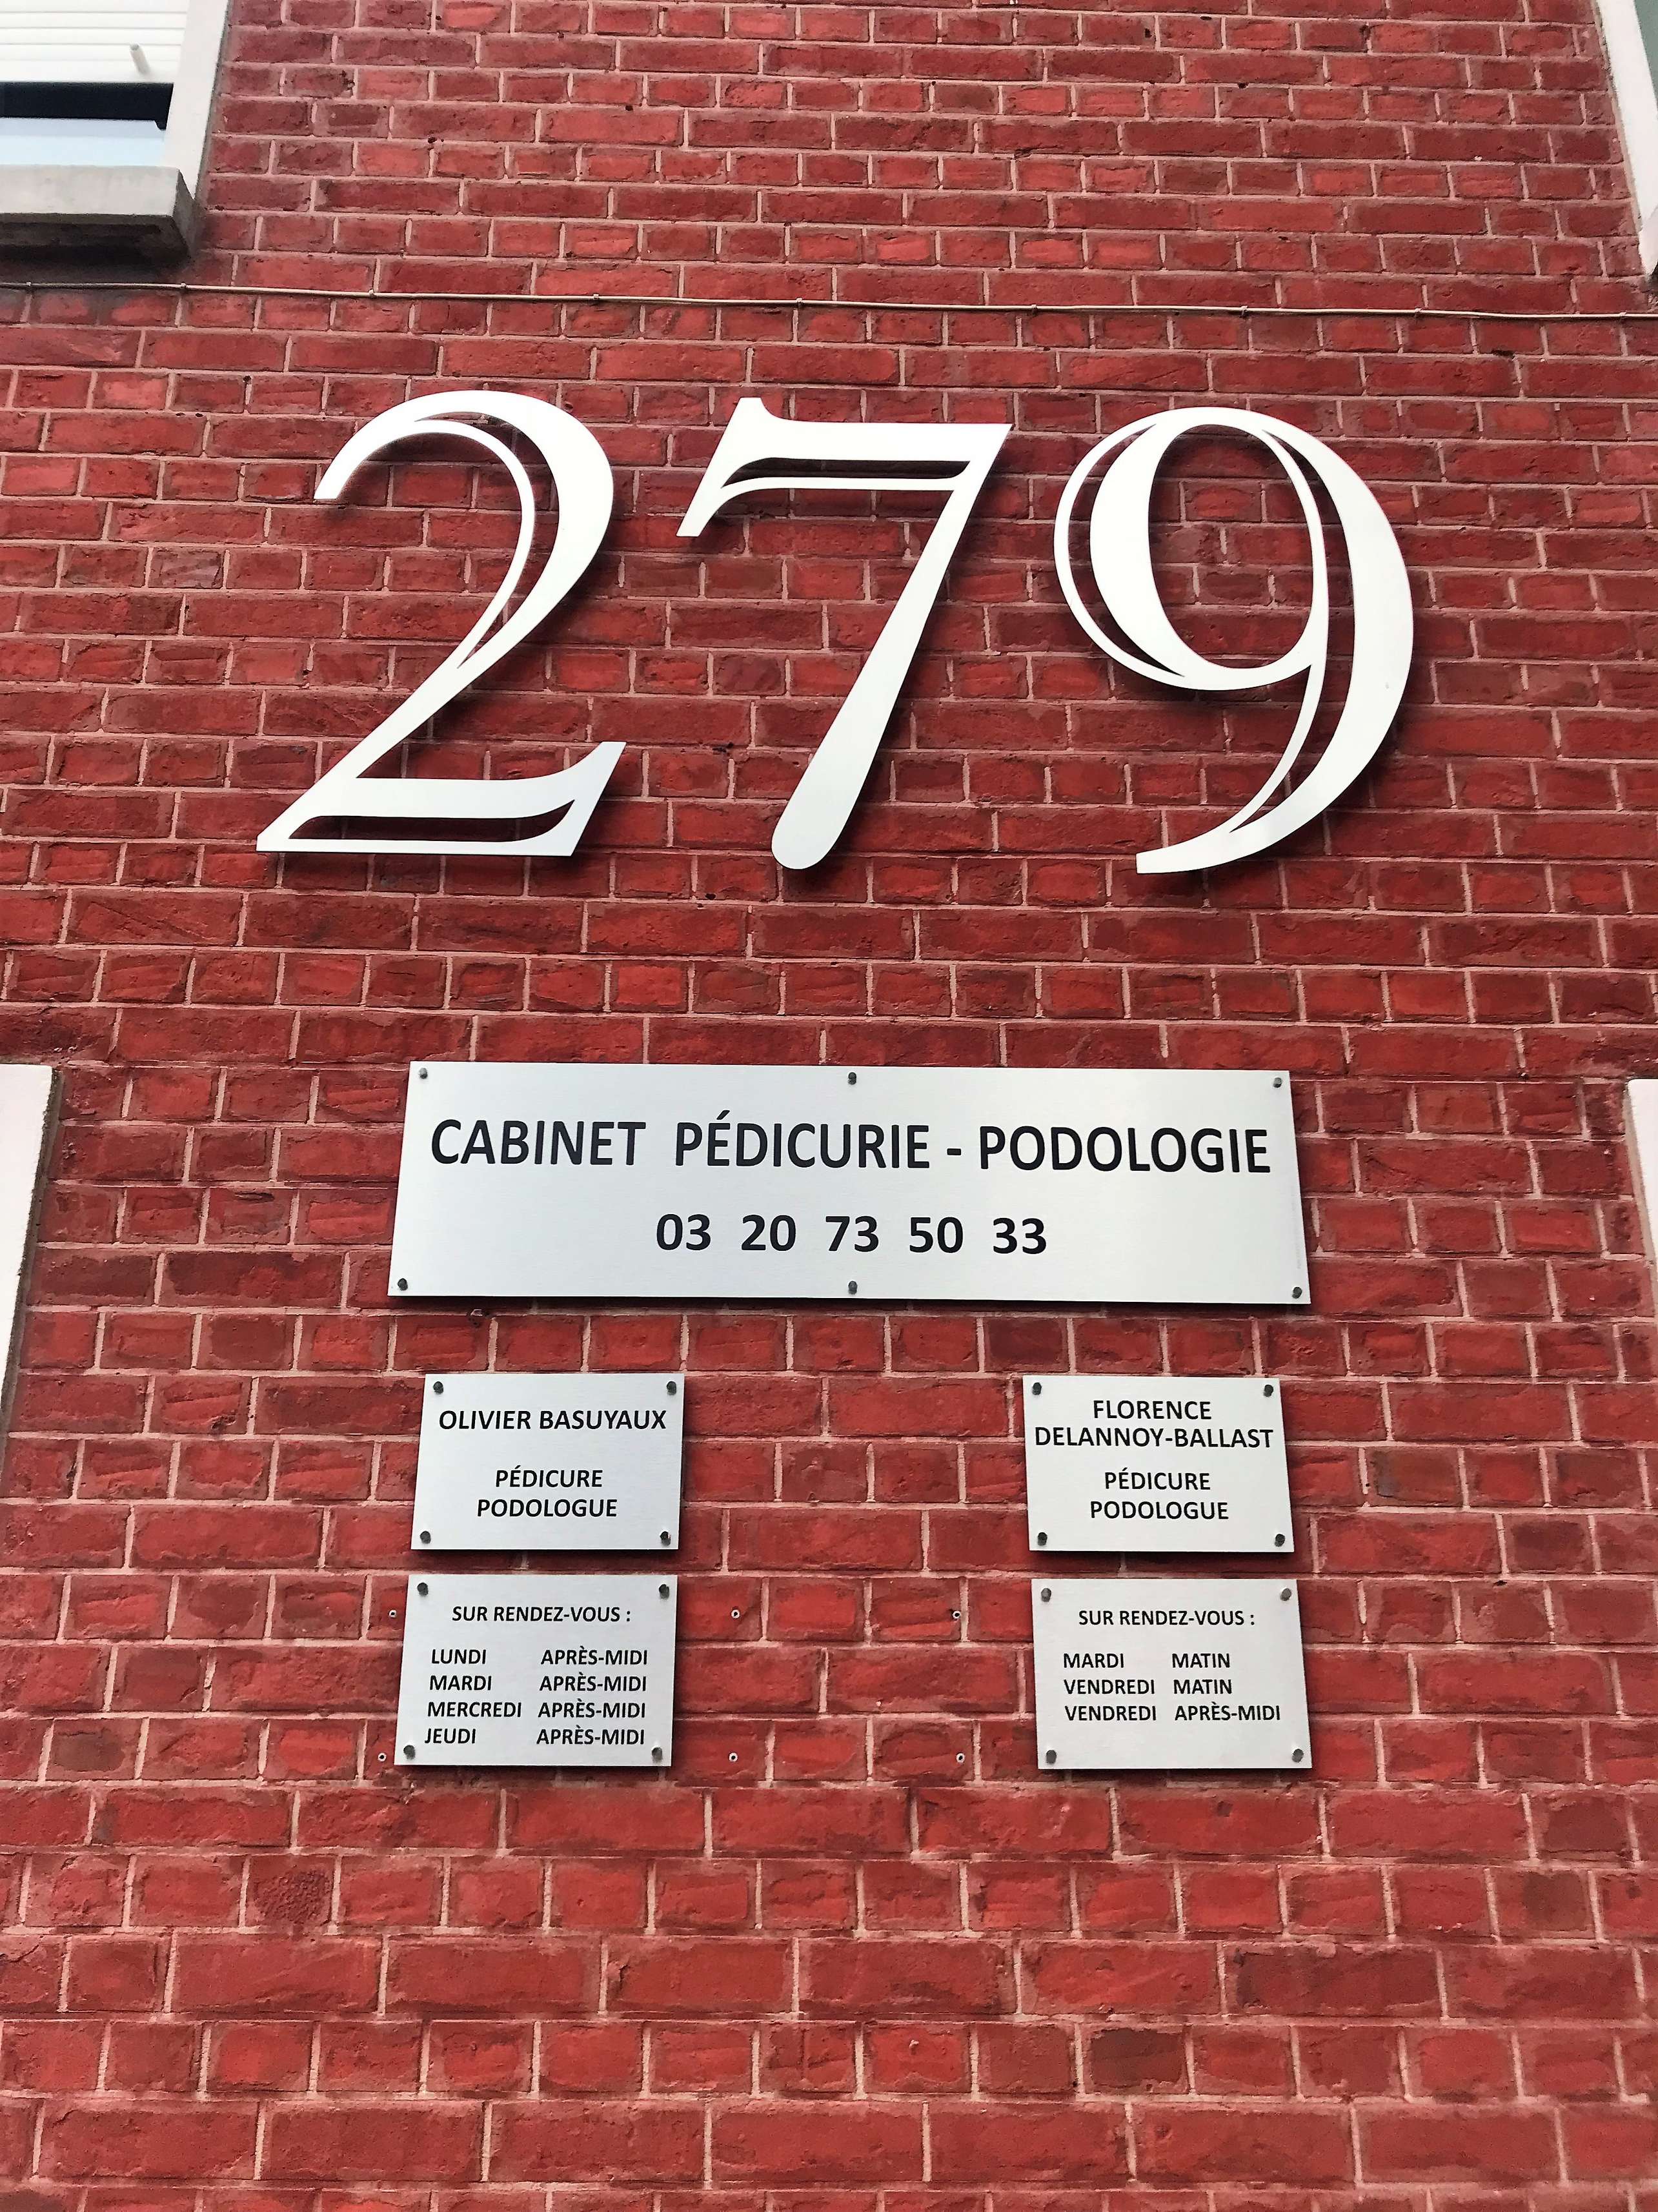 279
CABINET PÉDICURIE - PODOLOGIE
03 20 73 50 33
OLIVIER BASUYAUX
PÉDICURE
PODOLOGUE
SUR RENDEZ-VOUS :
LUNDI APRÈS-MIDI
MARDI APRÈS-MIDI
MERCREDI APRÈS-MIDI
JEUDI APRÈS-MIDI
FLORENCE
DELANNOY-BALLAST
PÉDICURE
PODOLOGUE
SUR RENDEZ-VOUS :
MARDI MATIN
VENDREDI MATIN
VENDREDI APRÈS-MIDI